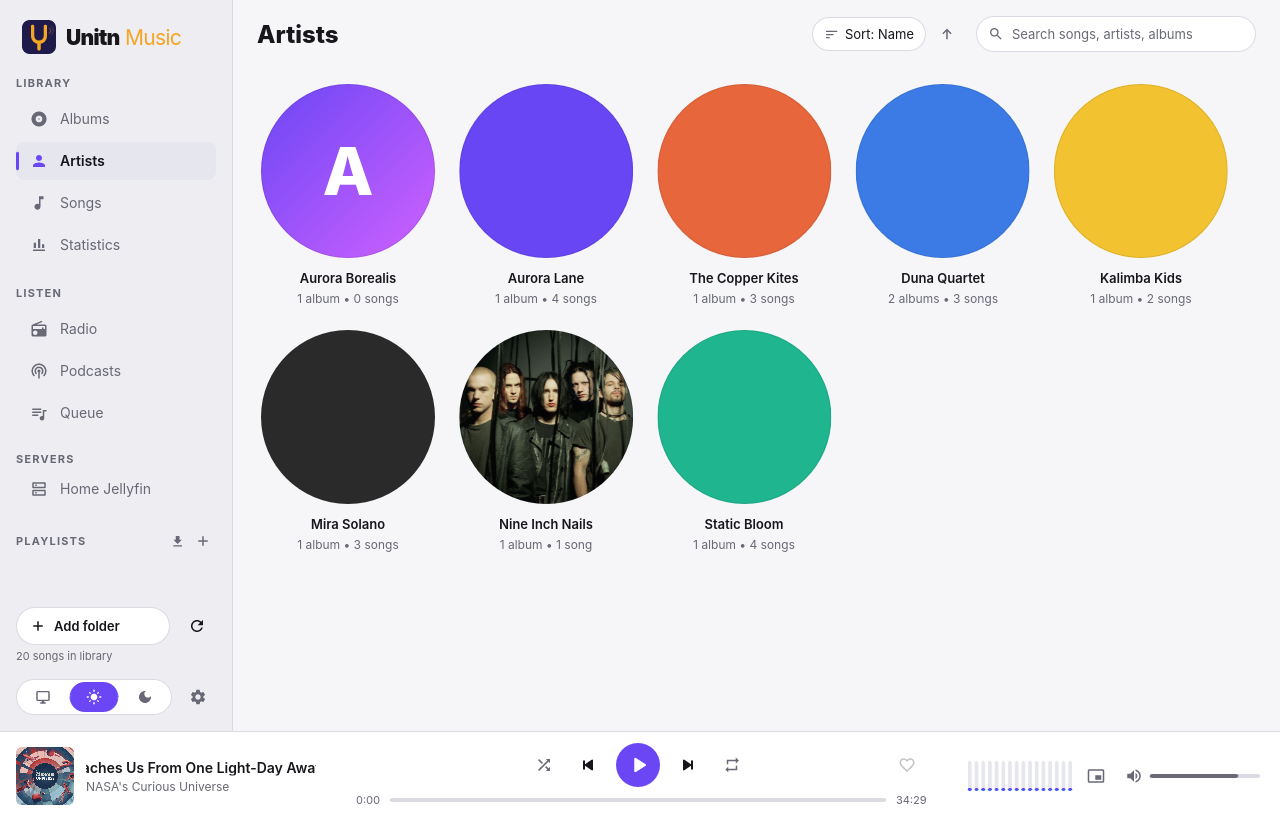 Unitn Music
LIBRARY
Albums
Artists
Songs
Statistics
LISTEN
Radio
Podcasts
Queue
SERVERS
Home Jellyfin
PLAYLISTS
Add folder
20 songs in library
Artists
Sort: Name
Search songs, artists, albums
A
Aurora Borealis
1 album • 0 songs
Aurora Lane
1 album • 4 songs
The Copper Kites
1 album • 3 songs
Duna Quartet
2 albums • 3 songs
Kalimba Kids
1 album • 2 songs
Mira Solano
1 album • 3 songs
Nine Inch Nails
1 album • 1 song
Static Bloom
1 album • 4 songs
aches Us From One Light-Day Awa
NASA's Curious Universe
0:00
34:29